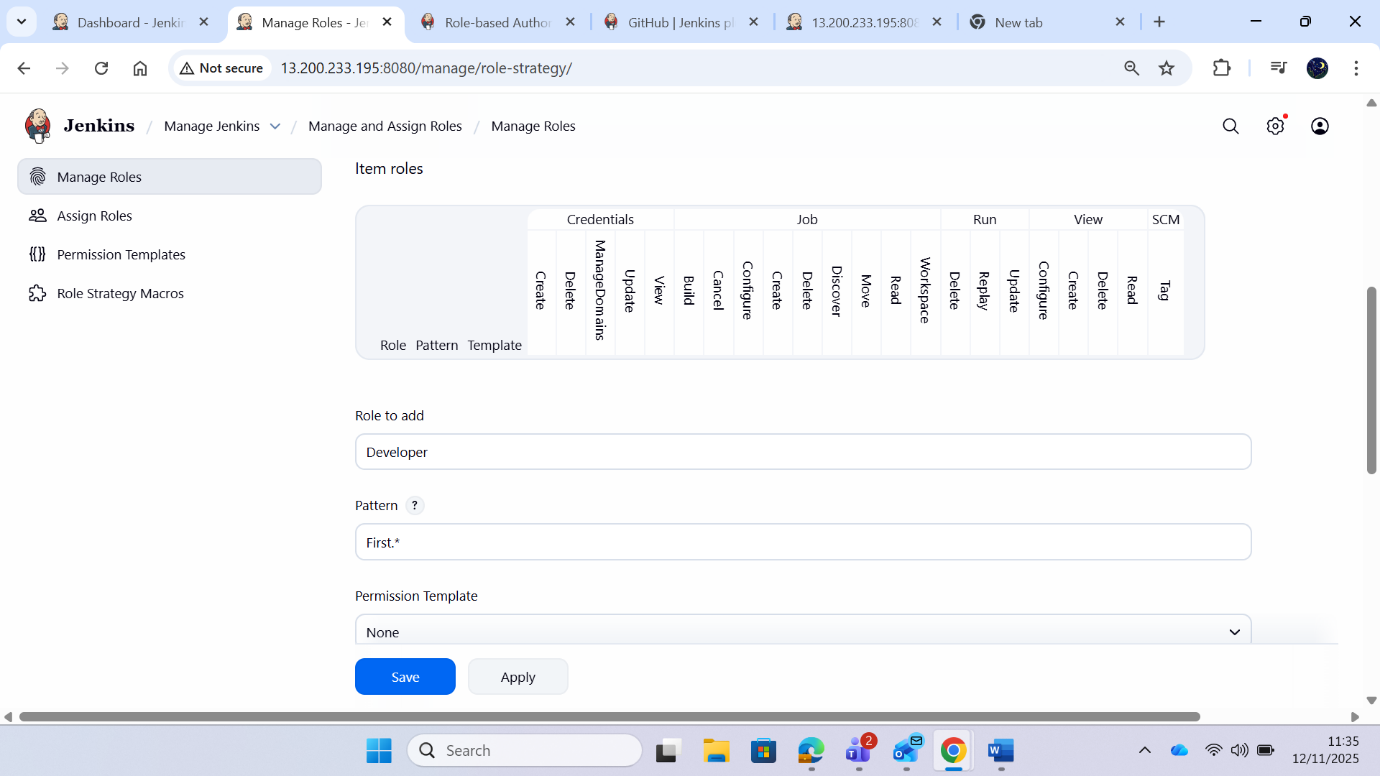 Dashboard - Jenki
Manage Roles - Je
Role-based Author
GitHub | Jenkins pl
13.200.233.195:808
New tab
Not secure
13.200.233.195:8080/manage/role-strategy/
Jenkins / Manage Jenkins / Manage and Assign Roles / Manage Roles
Manage Roles
Assign Roles
Permission Templates
Role Strategy Macros
Item roles
Credentials Job Run View SCM
Create Delete ManageDomains Update View Build Cancel Configure Create Delete Discover Move Read Workspace Delete Replay Update Configure Create Delete Read Tag
Role Pattern Template
Role to add
Developer
Pattern ?
First.*
Permission Template
None
Save Apply
Search
2
11:35
12/11/2025